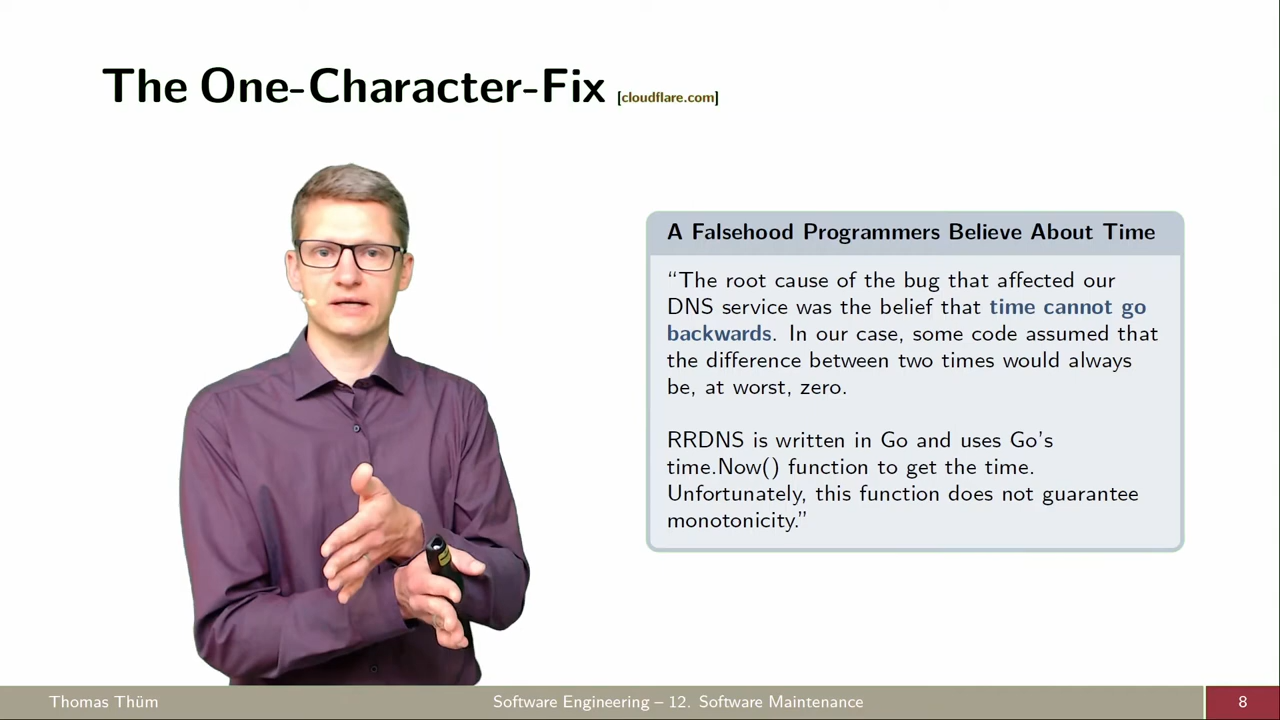 The One-Character-Fix [cloudflare.com]
A Falsehood Programmers Believe About Time
“The root cause of the bug that affected our
DNS service was the belief that time cannot go
backwards. In our case, some code assumed that
the difference between two times would always
be, at worst, zero.
RRDNS is written in Go and uses Go’s
time.Now() function to get the time.
Unfortunately, this function does not guarantee
monotonicity.”
Thomas Thüm
Software Engineering – 12. Software Maintenance
8